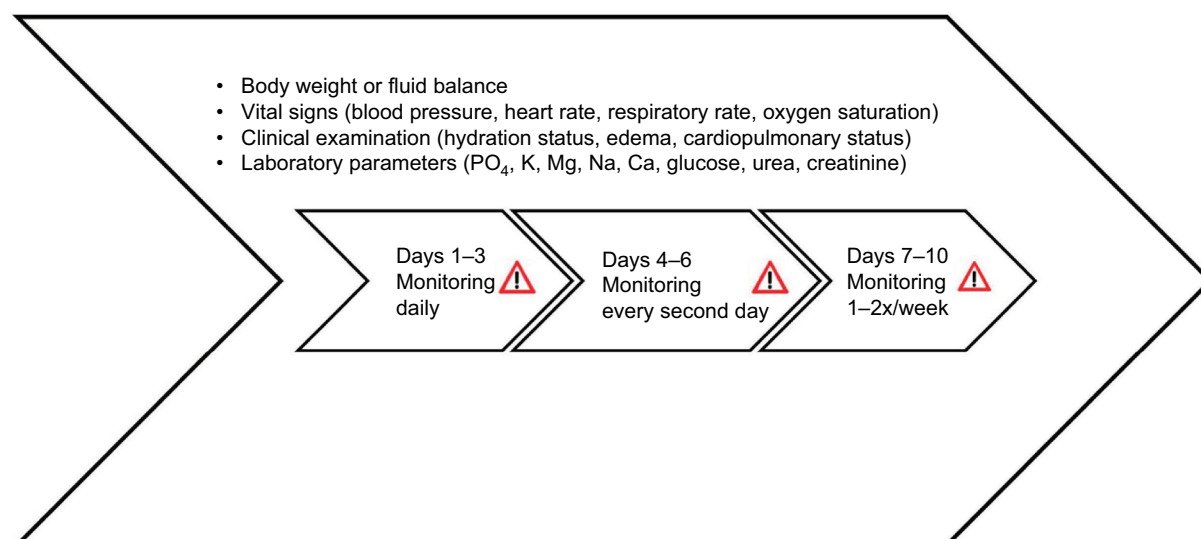 • Body weight or fluid balance
• Vital signs (blood pressure, heart rate, respiratory rate, oxygen saturation)
• Clinical examination (hydration status, edema, cardiopulmonary status)
• Laboratory parameters (PO₄, K, Mg, Na, Ca, glucose, urea, creatinine)
Days 1–3
Monitoring
daily
!
Days 4–6
Monitoring
every second day
!
Days 7–10
Monitoring
1–2x/week
!